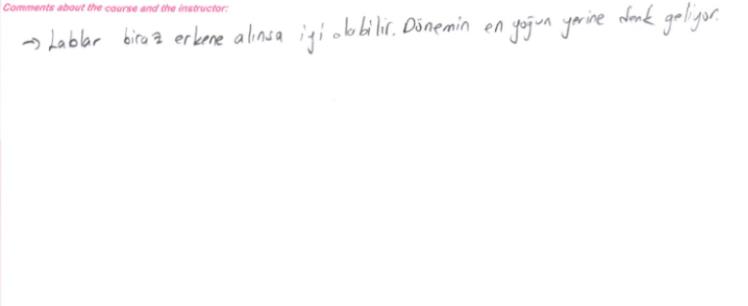 Comments about the course and the instructor:
→ Lablar biraz erkene alınsa iyi olabilir. Dönemin en yoğun yerine denk geliyor.